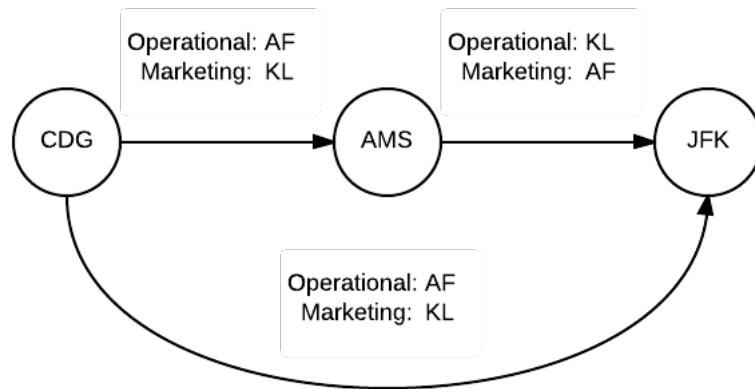 Operational: AF
Marketing: KL
Operational: KL
Marketing: AF
CDG
AMS
JFK
Operational: AF
Marketing: KL